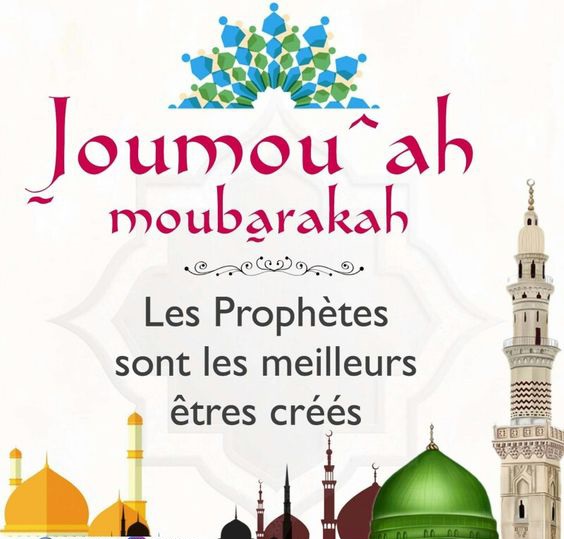 Joumou^ah
moubarakah
Les Prophètes
sont les meilleurs
êtres créés